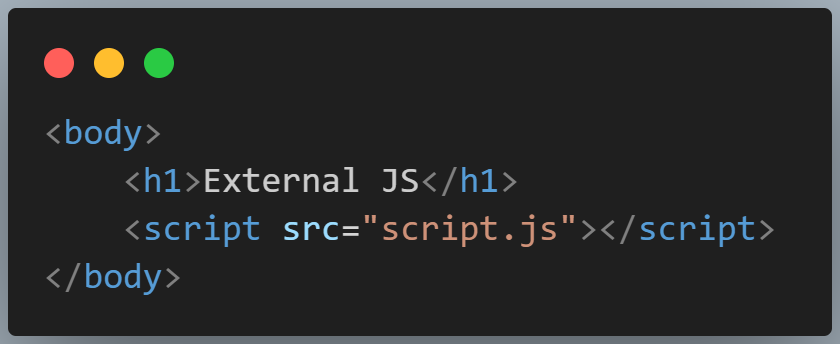 <body>
    <h1>External JS</h1>
    <script src="script.js"></script>
</body>